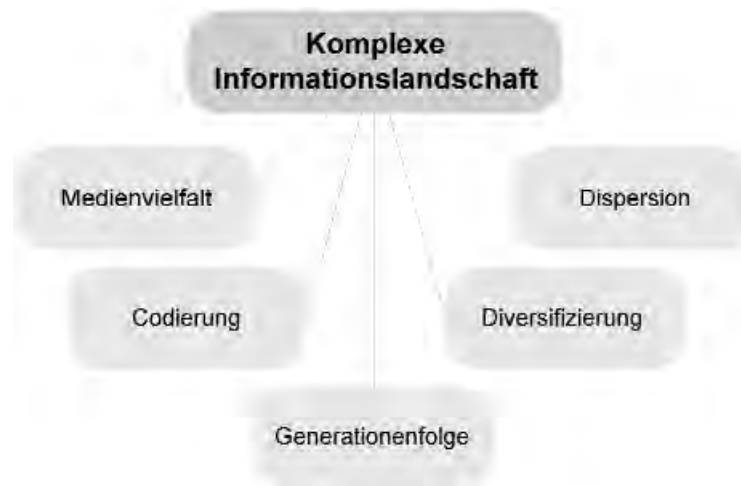 Komplexe
Informationslandschaft
Medienvielfalt
Dispersion
Codierung
Diversifizierung
Generationenfolge